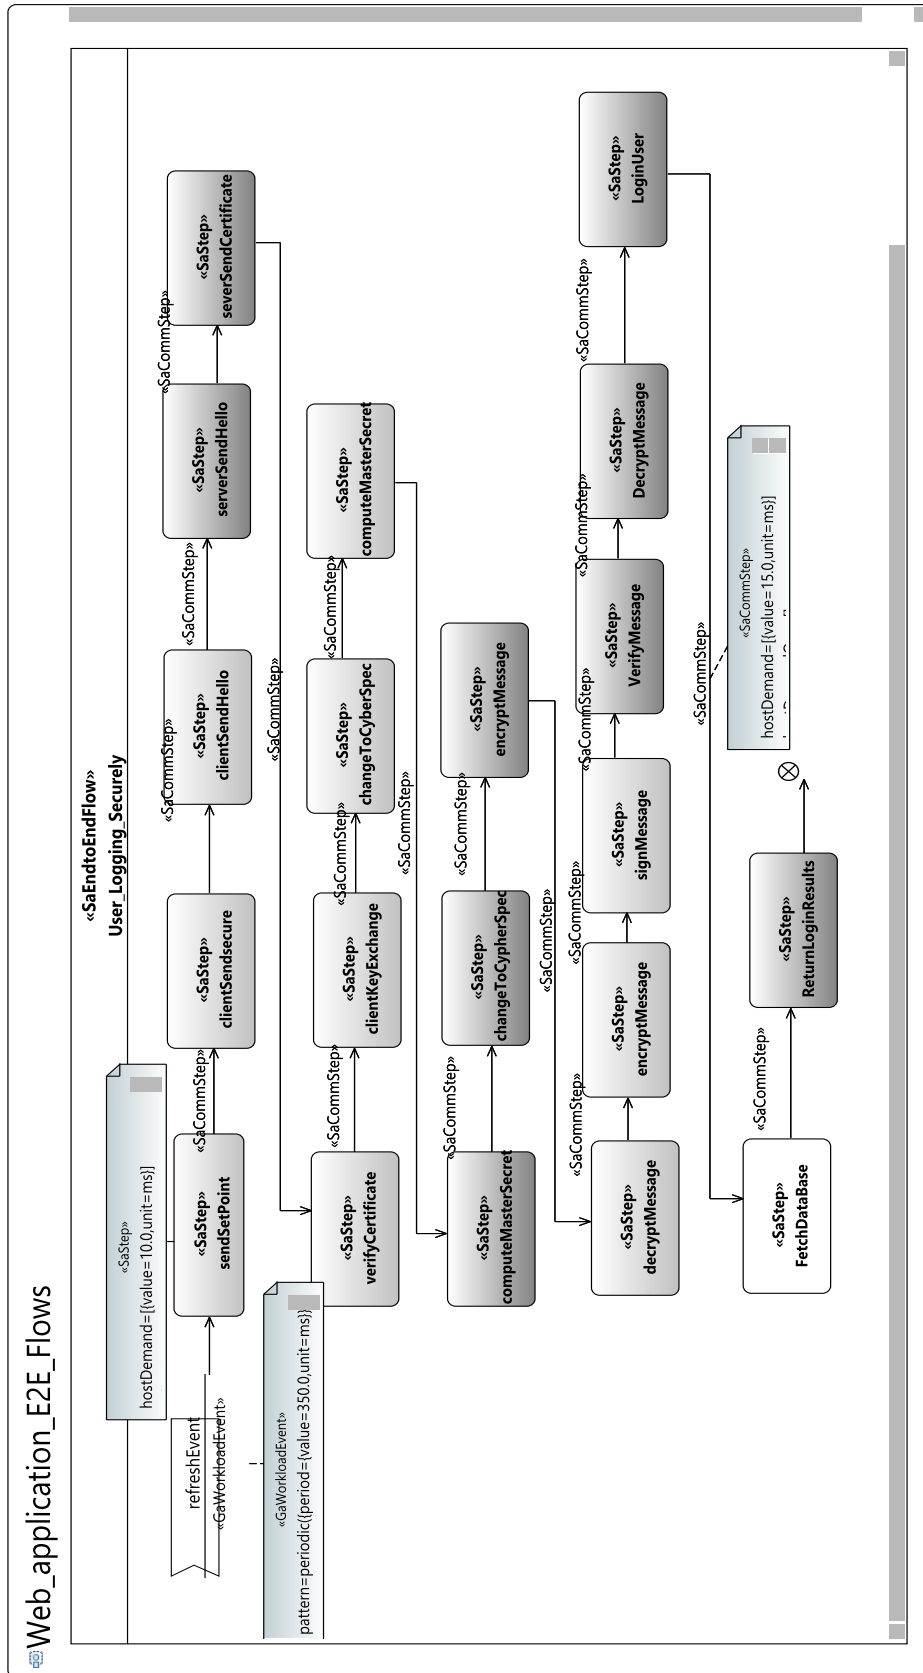 Web_application_E2E_Flows
«SaEndtoEndFlow»
User_Logging_Securely
«SaStep»
hostDemand=[{value=10.0,unit=ms}]
refreshEvent
«GaWorkloadEvent»
«GaWorkloadEvent»
pattern=periodic({period={value=350.0,unit=ms}}
«SaStep»
sendSetPoint
«SaCommStep»
«SaStep»
clientSendsecure
«SaCommStep»
«SaStep»
clientSendHello
«SaCommStep»
«SaStep»
serverSendHello
«SaCommStep»
«SaStep»
severSendCertificate
«SaCommStep»
«SaStep»
verifyCertificate
«SaCommStep»
«SaStep»
clientKeyExchange
«SaCommStep»
«SaStep»
changeToCyberSpec
«SaCommStep»
«SaStep»
computeMasterSecret
«SaCommStep»
«SaStep»
computeMasterSecret
«SaCommStep»
«SaStep»
changeToCypherSpec
«SaCommStep»
«SaStep»
encryptMessage
«SaCommStep»
«SaStep»
decryptMessage
«SaCommStep»
«SaStep»
encryptMessage
«SaCommStep»
«SaStep»
signMessage
«SaCommStep»
«SaStep»
VerifyMessage
«SaCommStep»
«SaStep»
DecryptMessage
«SaCommStep»
«SaStep»
LoginUser
«SaCommStep»
«SaCommStep»
hostDemand=[{value=15.0,unit=ms}]
«SaStep»
FetchDataBase
«SaCommStep»
«SaStep»
ReturnLoginResults